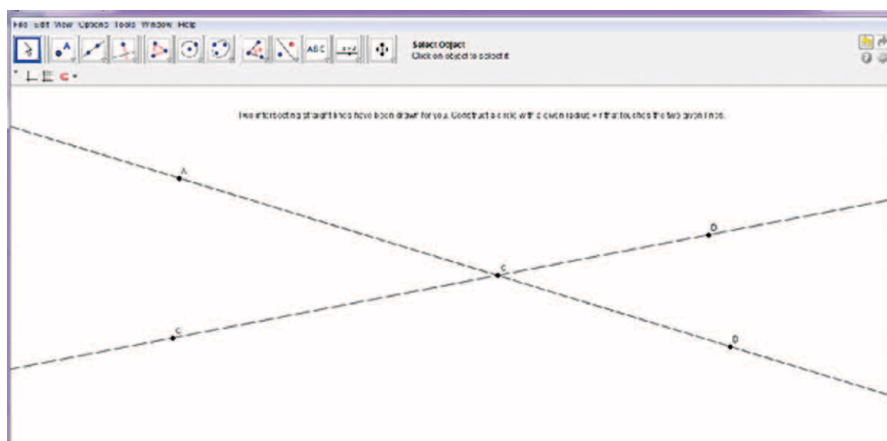 File Edit View Options Tools Window Help
ABC
Select Object
Click on object to select it
Two intersecting straight lines have been drawn for you. Construct a circle with a given radius = r that touches the two given lines.
A
D
C